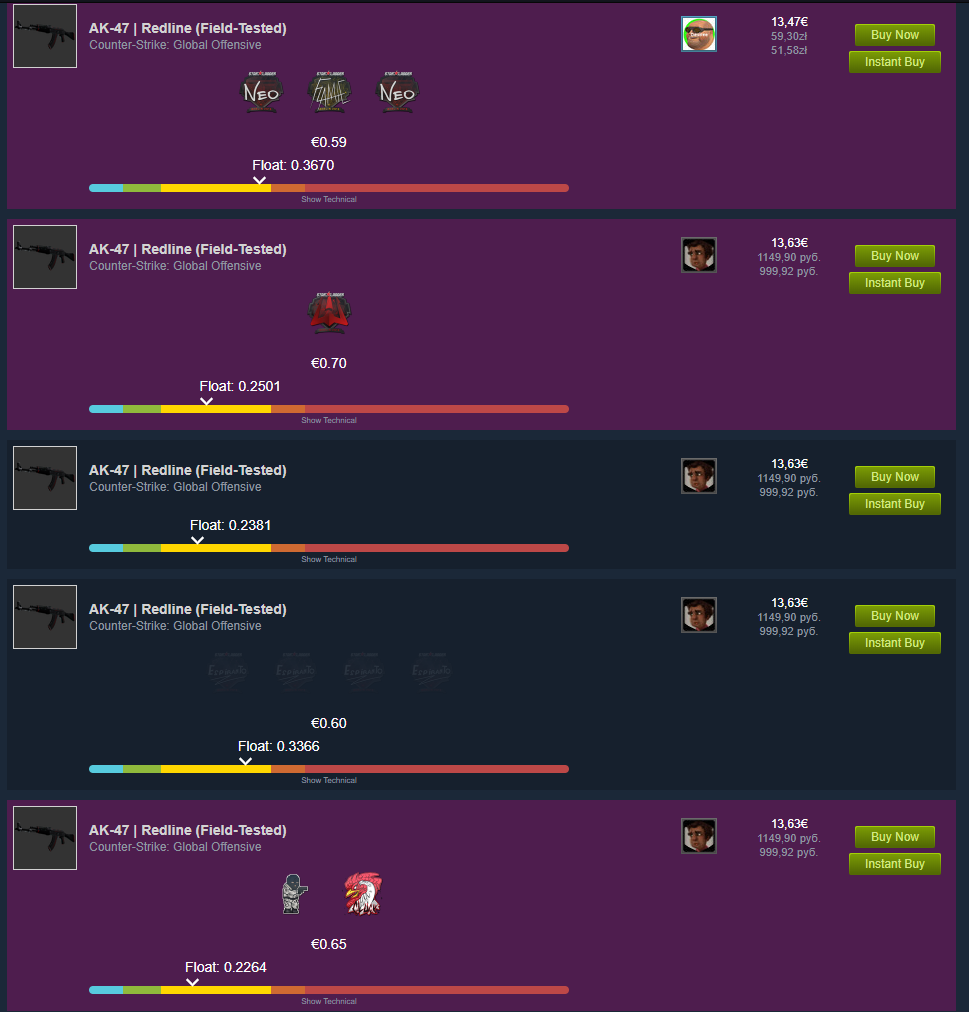 AK-47 | Redline (Field-Tested)
Counter-Strike: Global Offensive
13,47€
59,30zł
51,58zł
Buy Now
Instant Buy
NEO
FLAMIE
NEO
€0.59
Float: 0.3670
Show Technical
AK-47 | Redline (Field-Tested)
Counter-Strike: Global Offensive
13,63€
1149,90 руб.
999,92 руб.
Buy Now
Instant Buy
€0.70
Float: 0.2501
Show Technical
AK-47 | Redline (Field-Tested)
Counter-Strike: Global Offensive
13,63€
1149,90 руб.
999,92 руб.
Buy Now
Instant Buy
Float: 0.2381
Show Technical
AK-47 | Redline (Field-Tested)
Counter-Strike: Global Offensive
13,63€
1149,90 руб.
999,92 руб.
Buy Now
Instant Buy
€0.60
Float: 0.3366
Show Technical
AK-47 | Redline (Field-Tested)
Counter-Strike: Global Offensive
13,63€
1149,90 руб.
999,92 руб.
Buy Now
Instant Buy
€0.65
Float: 0.2264
Show Technical